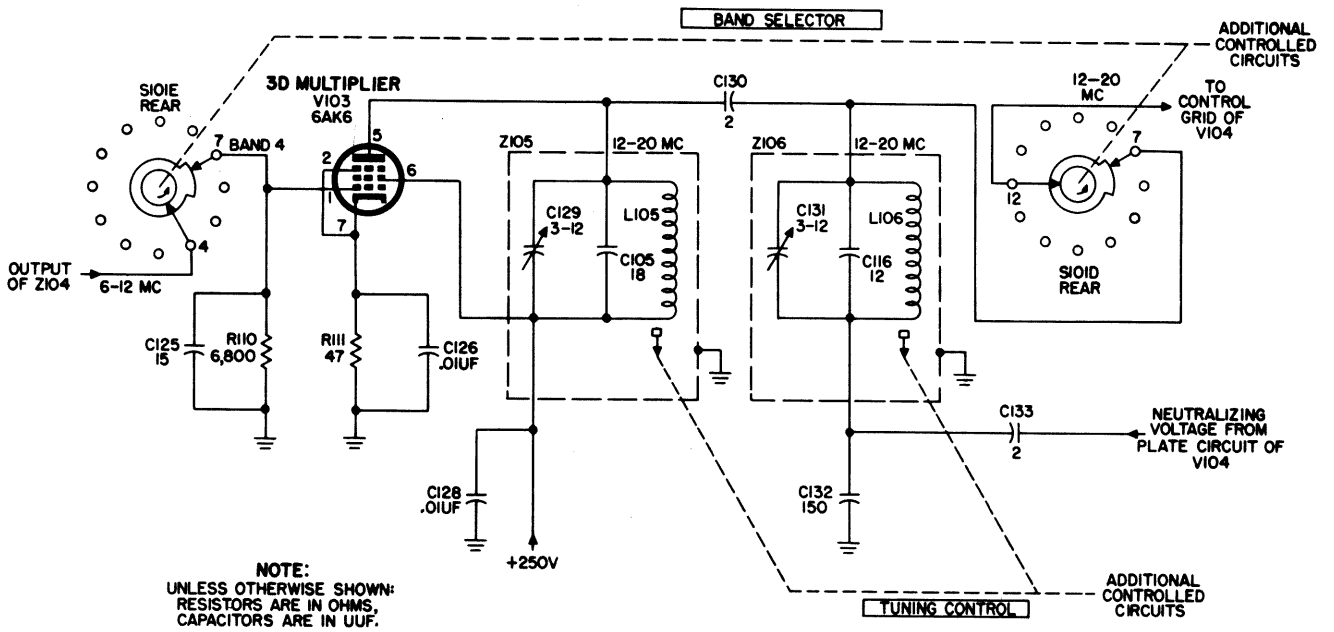 BAND SELECTOR
ADDITIONAL
CONTROLLED
CIRCUITS
SIOIE
REAR
3D MULTIPLIER
V103
6AK6
C130
2
12-20
MC
TO
CONTROL
GRID OF
V104
7
BAND 4
5
2
6
1
7
4
OUTPUT
OF Z104
6-12 MC
Z105
12-20 MC
C129
3-12
L105
C105
18
Z106
12-20 MC
C131
3-12
L106
C116
12
7
12
SIOID
REAR
C125
15
R110
6,800
R111
47
C126
.01UF
C133
2
NEUTRALIZING
VOLTAGE FROM
PLATE CIRCUIT OF
V104
C128
.01UF
C132
150
+250V
NOTE:
UNLESS OTHERWISE SHOWN:
RESISTORS ARE IN OHMS,
CAPACITORS ARE IN UUF.
TUNING CONTROL
ADDITIONAL
CONTROLLED
CIRCUITS